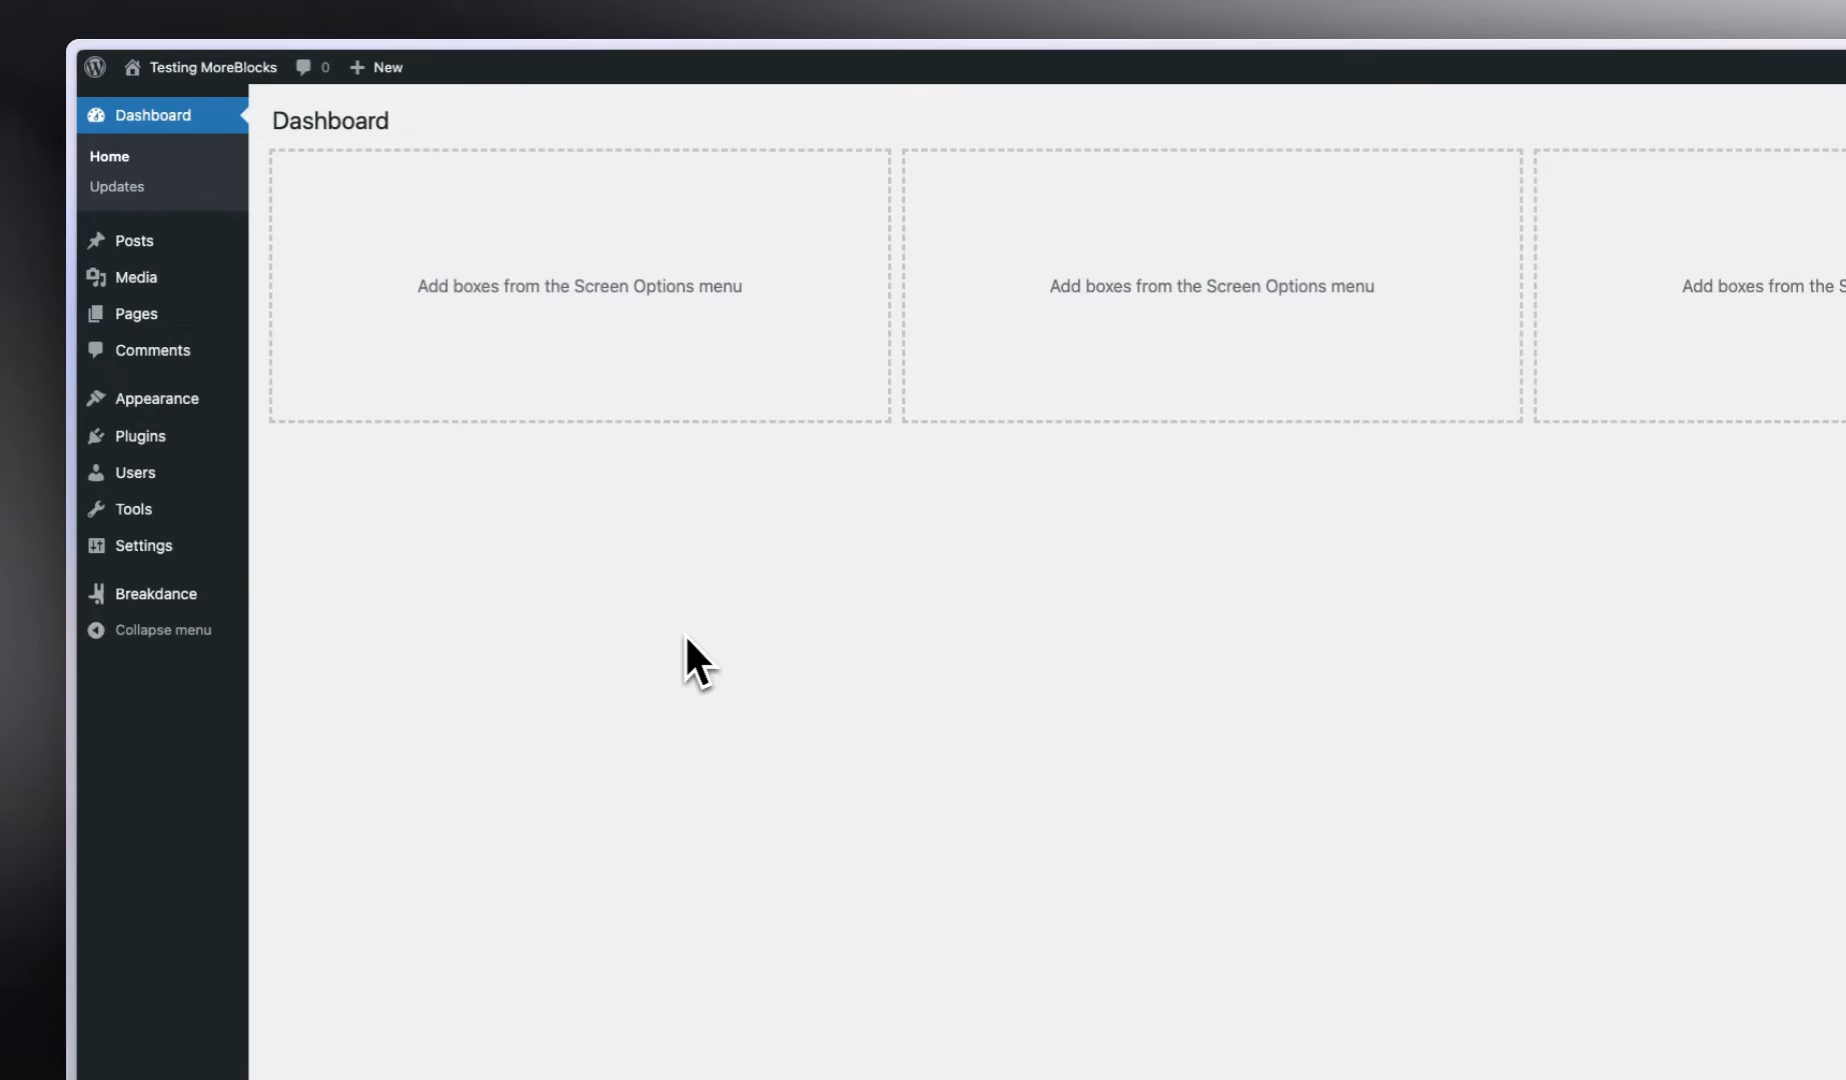 Testing MoreBlocks 0 New
Dashboard
Home
Updates
Posts
Media
Pages
Comments
Appearance
Plugins
Users
Tools
Settings
Breakdance
Collapse menu
Dashboard
Add boxes from the Screen Options menu
Add boxes from the Screen Options menu
Add boxes from the S